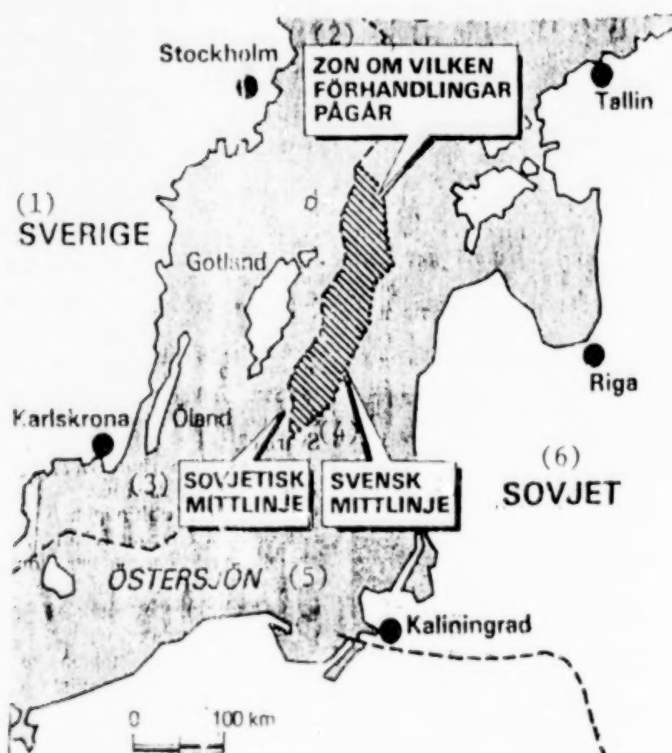 (2)
Stockholm
ZON OM VILKEN
FÖRHANDLINGAR
PÅGÅR
Tallin
(1)
SVERIGE
Gotland
Riga
Karlskrona
Öland
(4)
(6)
SOVJET
(3)
SOVJETISK
MITTLINJE
SVENSK
MITTLINJE
ÖSTERSJÖN (5)
Kaliningrad
0 100 km